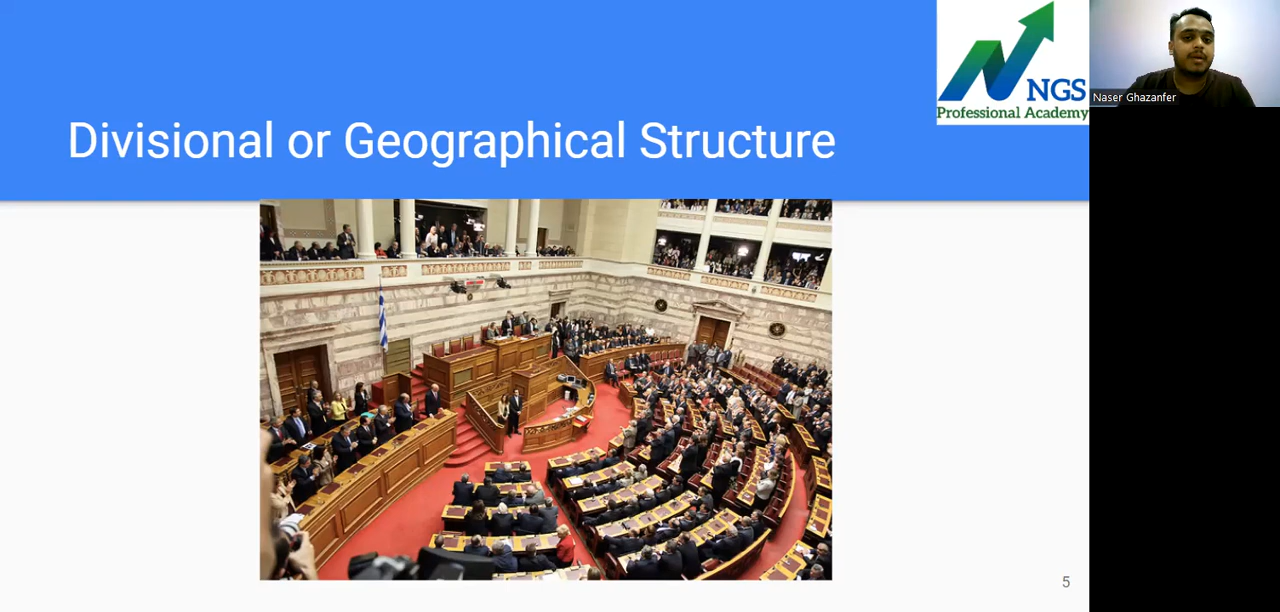 NGS
Professional Academy
Naser Ghazanfer
Divisional or Geographical Structure
5